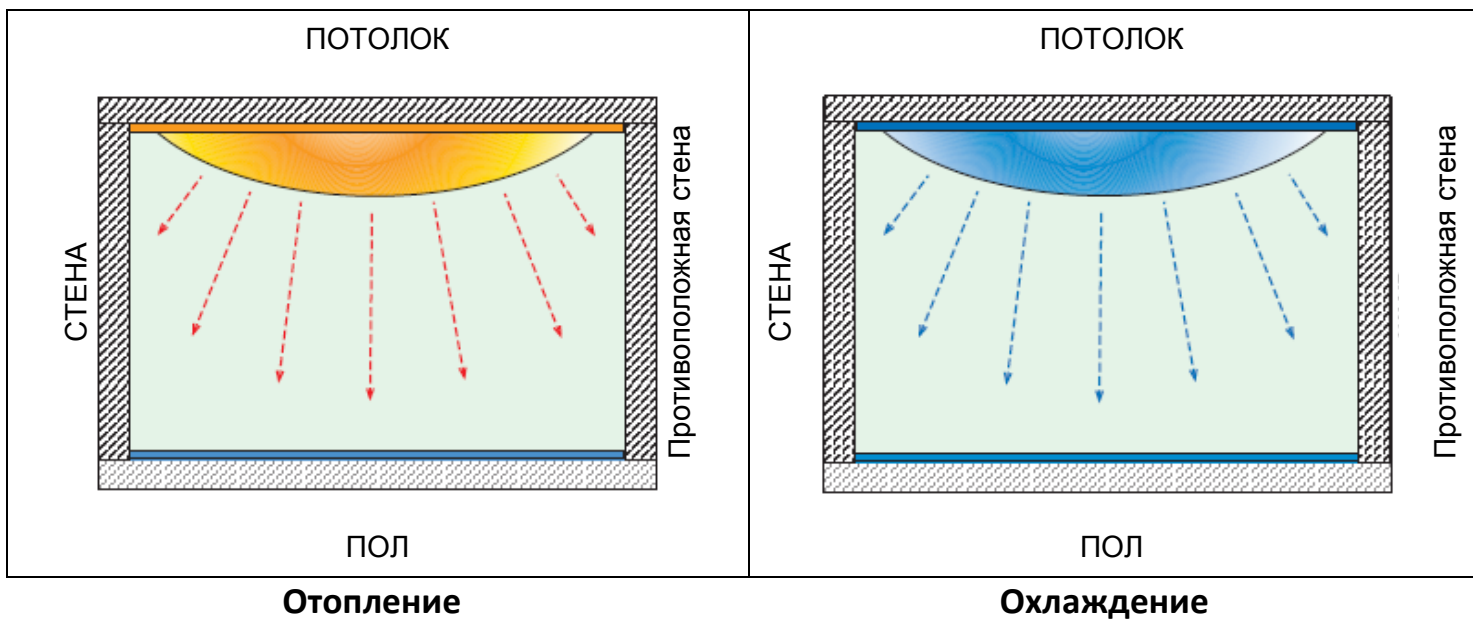 ПОТОЛОК
СТЕНА
Противоположная стена
ПОЛ
Отопление
ПОТОЛОК
СТЕНА
Противоположная стена
ПОЛ
Охлаждение